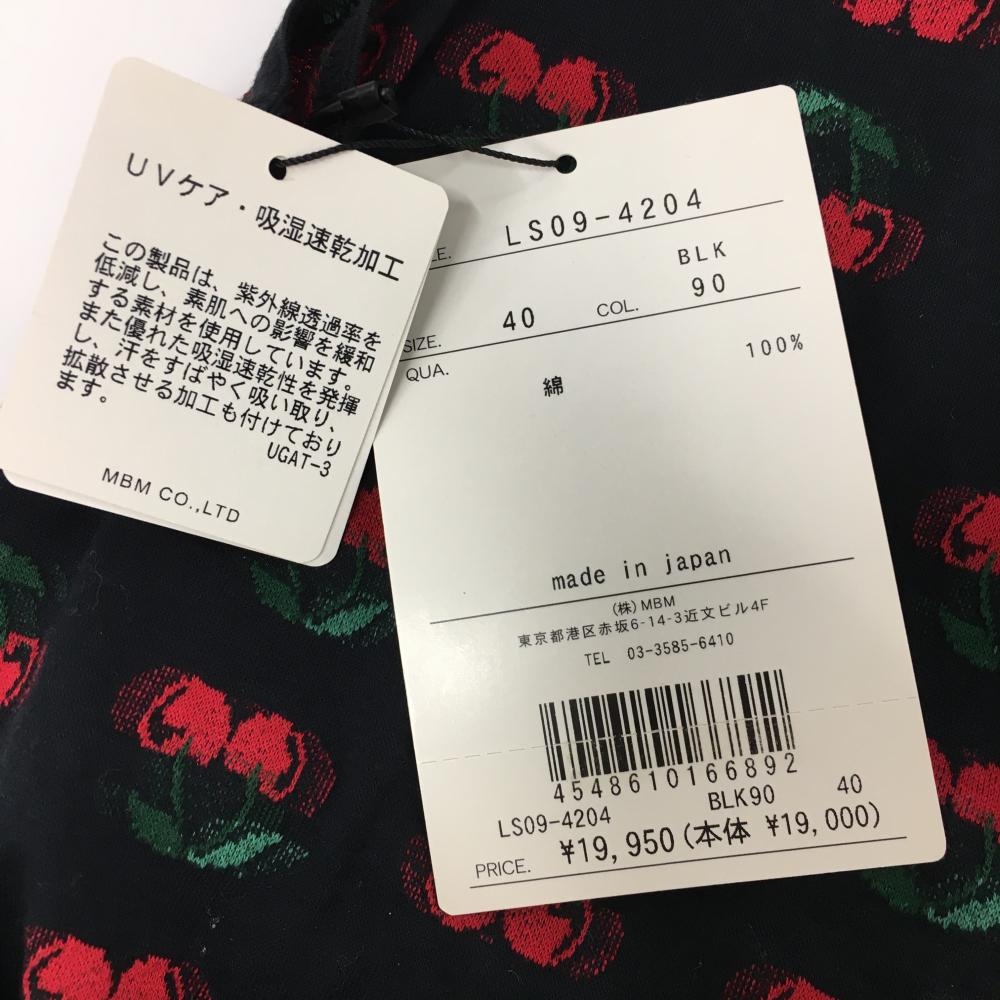 UVケア・吸湿速乾加工
この製品は、紫外線透過率を
低減し、素肌への影響を緩和
する素材を使用しています。
また優れた吸湿速乾性を発揮
し、汗をすばやく吸い取り、
拡散させる加工も付けており
ます。
UGAT-3
MBM CO.,LTD
LE. LS09-4204
BLK
SIZE. 40 COL. 90
QUA. 100%
綿
made in japan
(株)MBM
東京都港区赤坂6-14-3近文ビル4F
TEL 03-3585-6410
4548610166892
LS09-4204 BLK90 40
PRICE. ¥19,950(本体 ¥19,000)